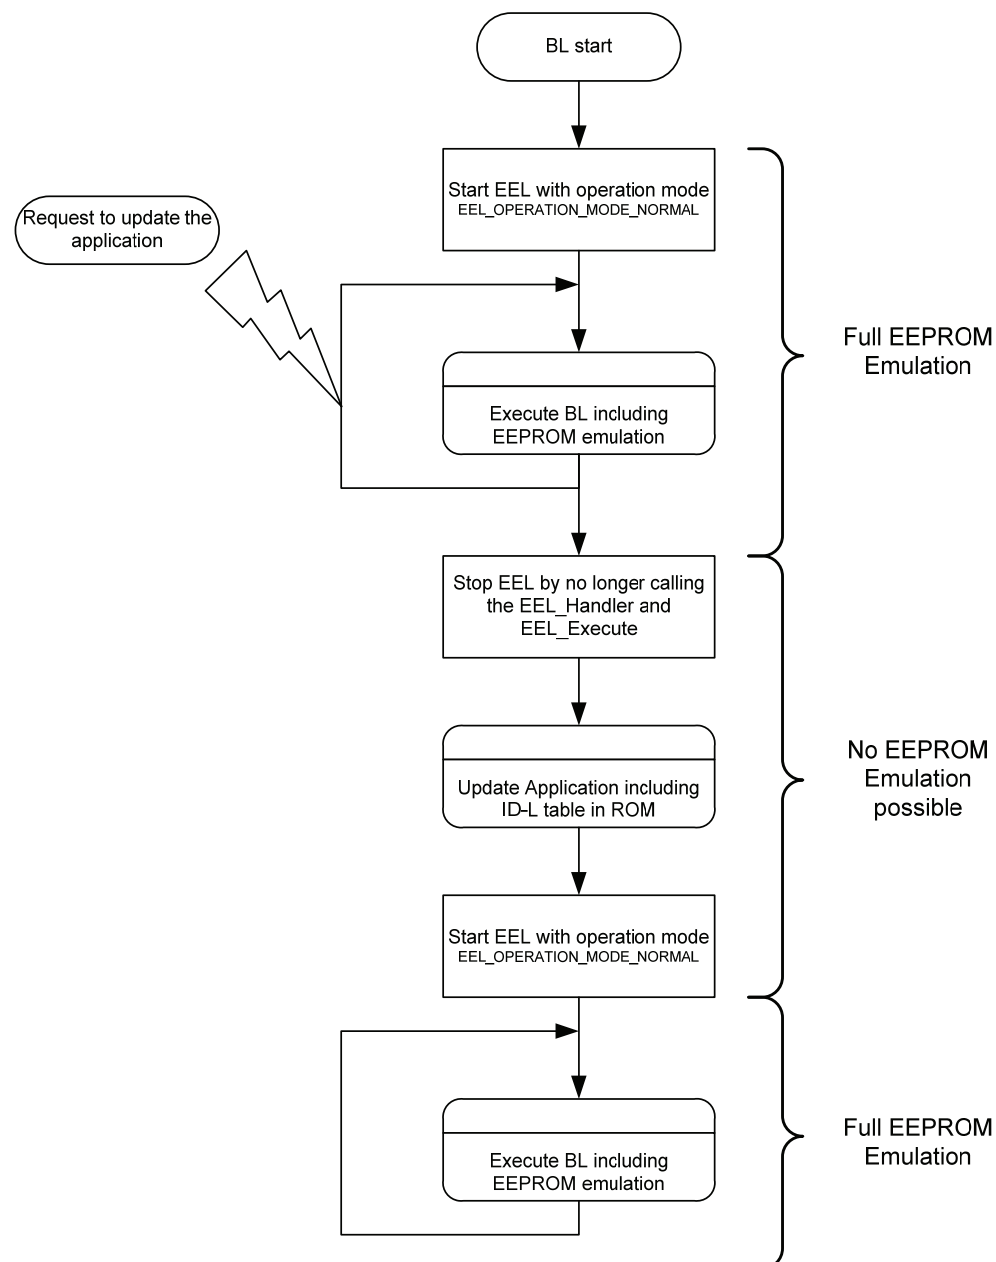 BL start
Start EEL with operation mode
EEL_OPERATION_MODE_NORMAL
Request to update the
application
Full EEPROM
Emulation
Execute BL including
EEPROM emulation
Stop EEL by no longer calling
the EEL_Handler and
EEL_Execute
No EEPROM
Emulation
possible
Update Application including
ID-L table in ROM
Start EEL with operation mode
EEL_OPERATION_MODE_NORMAL
Full EEPROM
Emulation
Execute BL including
EEPROM emulation